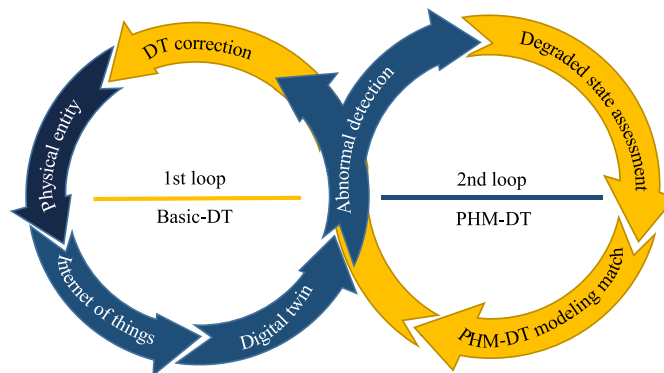 DT correction
Physical entity
Internet of things
Digital twin
Abnormal detection
Degraded state assessment
PHM-DT modeling match
1st loop
Basic-DT
2nd loop
PHM-DT